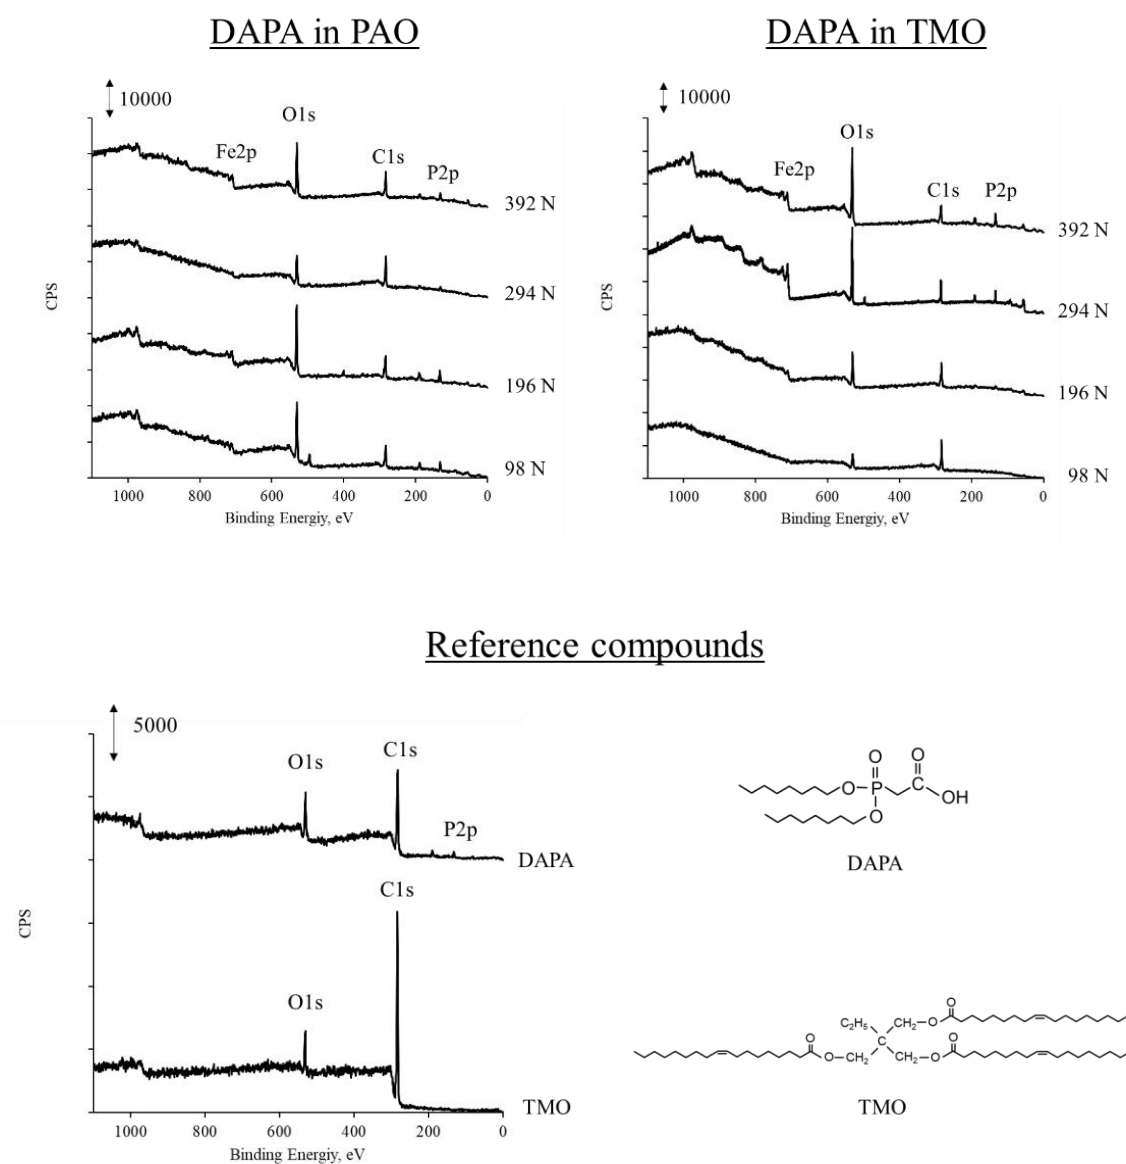 DAPA in PAO
10000
O1s
Fe2p
C1s
P2p
392 N
294 N
196 N
98 N
CPS
1000 800 600 400 200 0
Binding Energiy, eV
DAPA in TMO
10000
O1s
Fe2p
C1s
P2p
392 N
294 N
196 N
98 N
CPS
1000 800 600 400 200 0
Binding Energiy, eV
Reference compounds
5000
O1s
C1s
P2p
DAPA
C1s
O1s
TMO
CPS
1000 800 600 400 200 0
Binding Energiy, eV
O O
O P C OH
O
DAPA
O
C2H5 CH2 O
O C
O CH2 CH2 O O
TMO